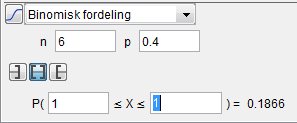 Binomisk fordeling
n 6 p 0.4
P( 1 ≤ X ≤ 1 ) = 0.1866